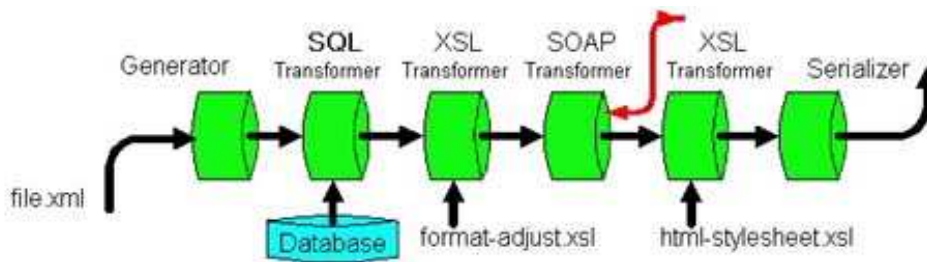 Generator
SQL
Transformer
XSL
Transformer
SOAP
Transformer
XSL
Transformer
Serializer
file.xml
Database
format-adjust.xsl
html-stylesheet.xsl